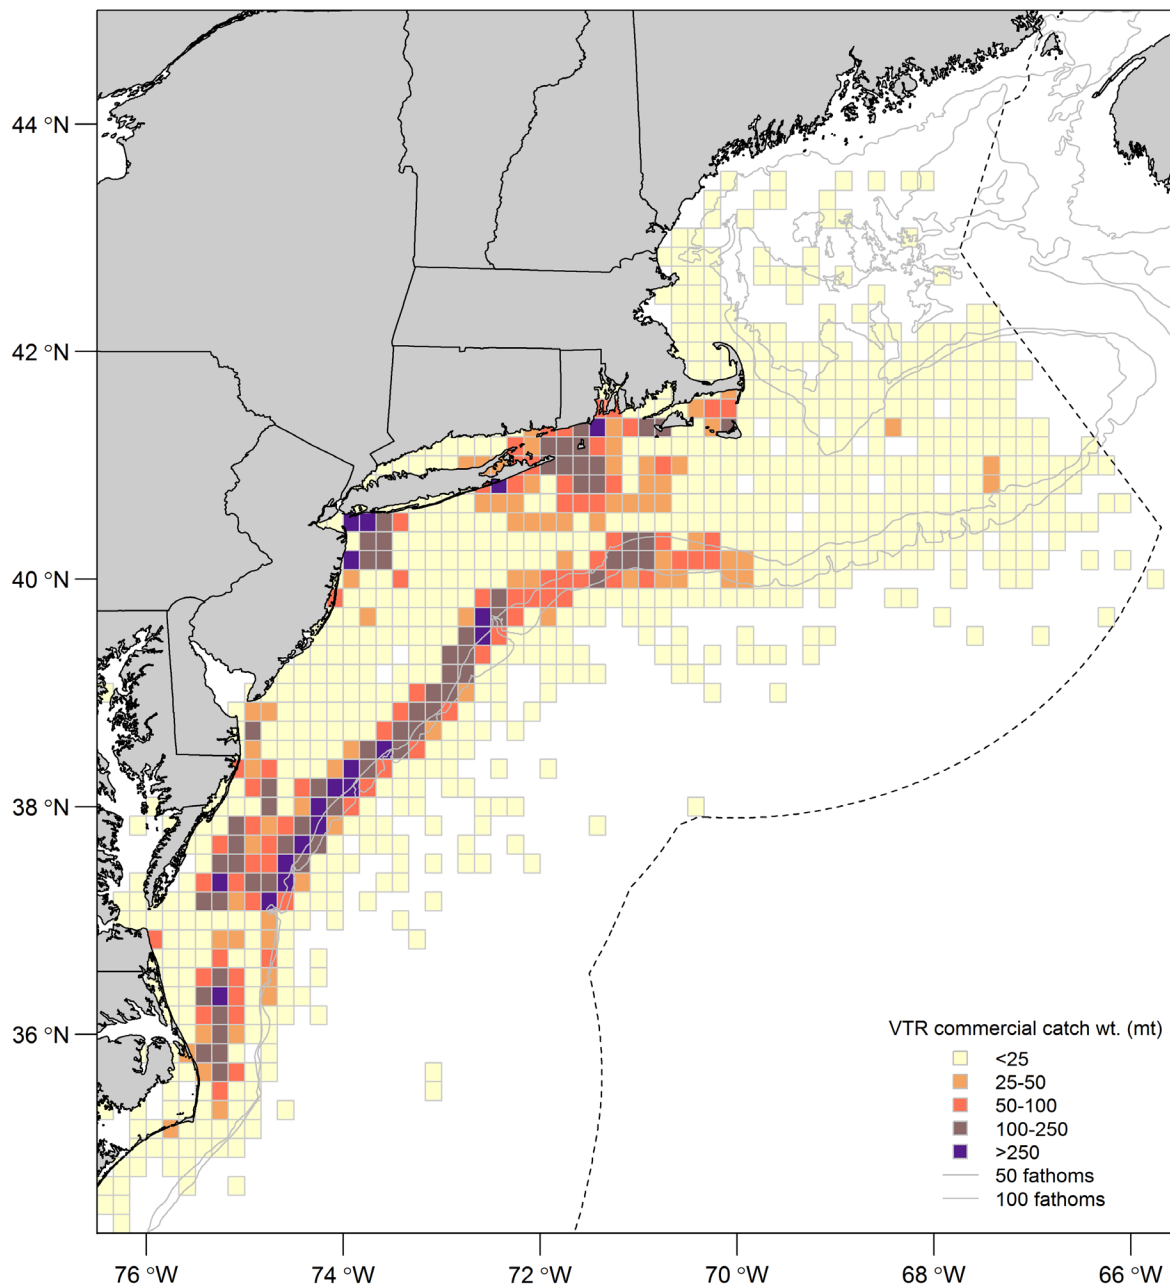 44 °N
42 °N
40 °N
38 °N
36 °N
VTR commercial catch wt. (mt)
<25
25-50
50-100
100-250
>250
50 fathoms
100 fathoms
76 °W 74 °W 72 °W 70 °W 68 °W 66 °W